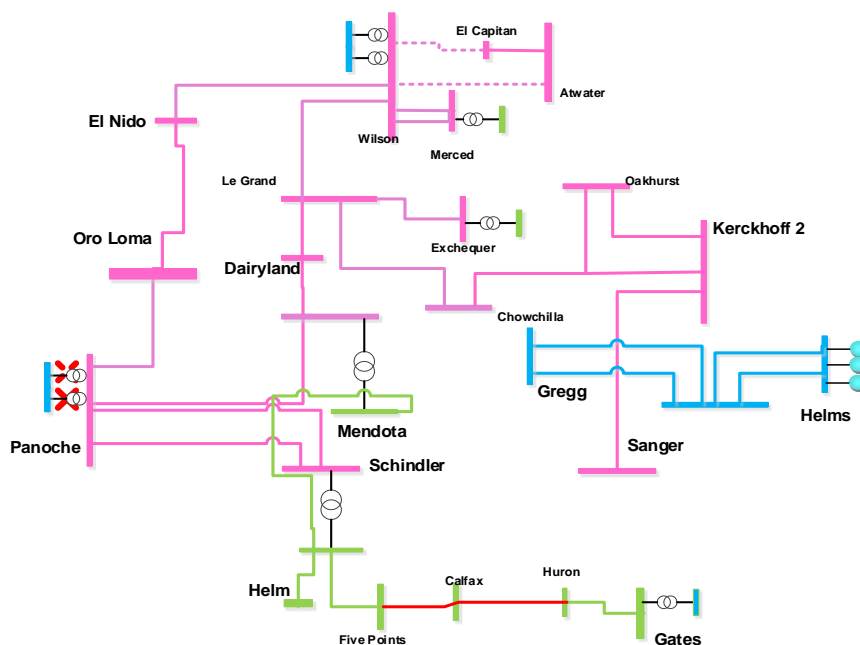 El Capitan
Atwater
El Nido
Wilson
Merced
Le Grand
Oakhurst
Oro Loma
Exchequer
Kerckhoff 2
Dairyland
Chowchilla
Gregg
Helms
Mendota
Panoche
Schindler
Sanger
Helm
Calfax
Huron
Five Points
Gates